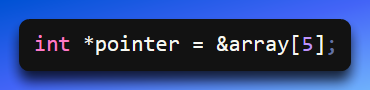 int *pointer = &array[5];